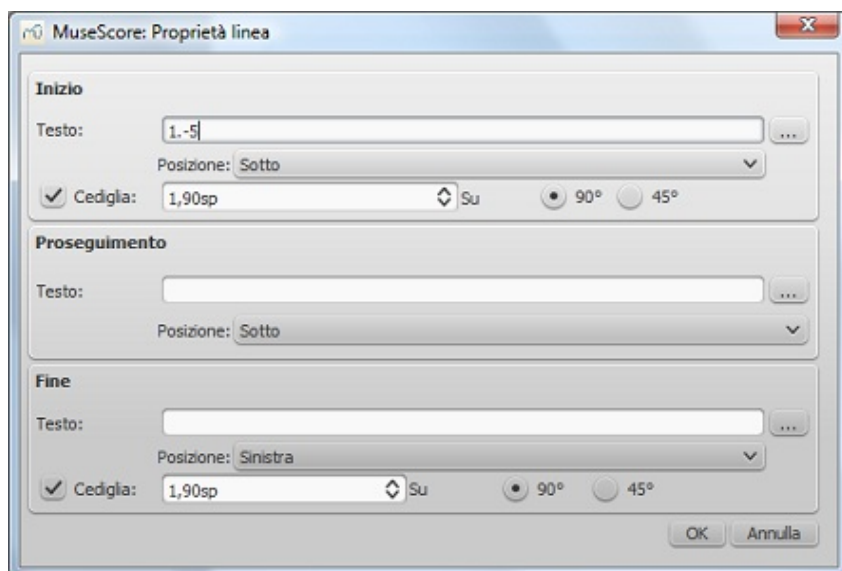 MuseScore: Proprietà linea
Inizio
Testo: 1.-5 ...
Posizione: Sotto
Cediglia: 1,90sp Su 90° 45°
Proseguimento
Testo: ...
Posizione: Sotto
Fine
Testo: ...
Posizione: Sinistra
Cediglia: 1,90sp Su 90° 45°
OK Annulla